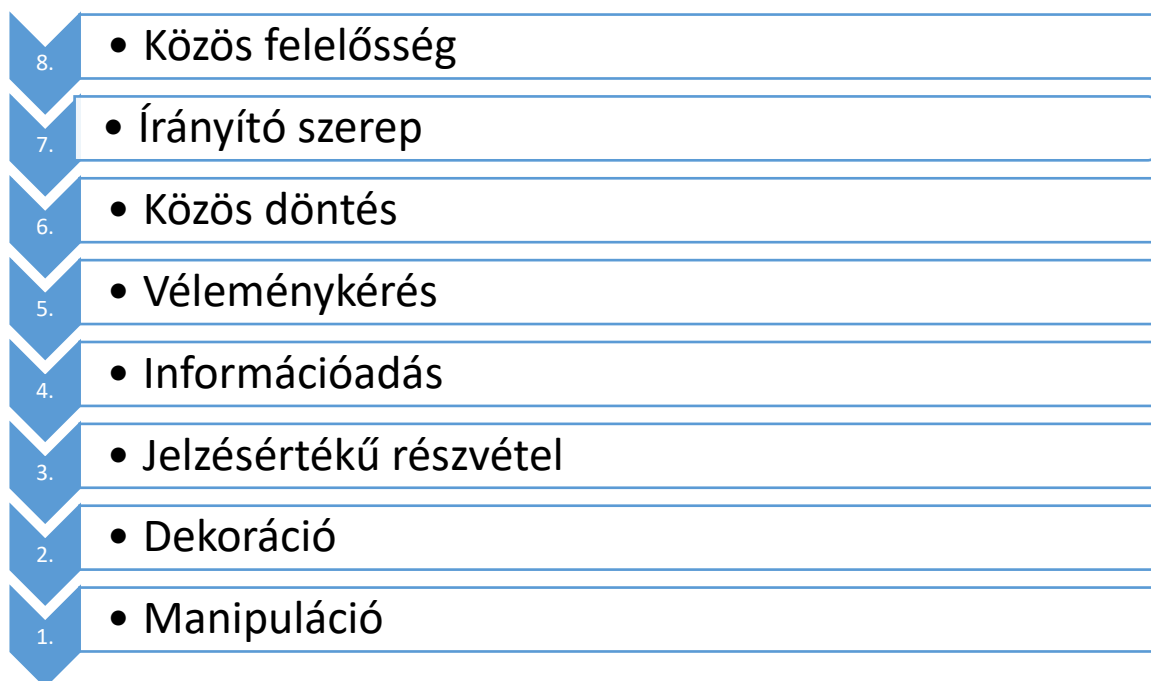 8. • Közös felelősség
7. • Írányító szerep
6. • Közös döntés
5. • Véleménykérés
4. • Információadás
3. • Jelzésértékű részvétel
2. • Dekoráció
1. • Manipuláció